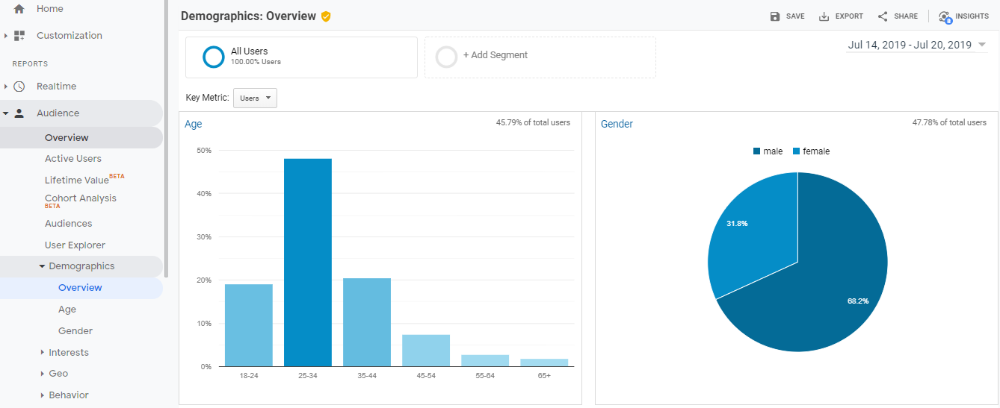 Home
Customization
REPORTS
Realtime
Audience
Overview
Active Users
Lifetime Value BETA
Cohort Analysis
BETA
Audiences
User Explorer
Demographics
Overview
Age
Gender
Interests
Geo
Behavior
Demographics: Overview
SAVE
EXPORT
SHARE
8
INSIGHTS
All Users
100.00% Users
+ Add Segment
Jul 14, 2019 - Jul 20, 2019
Key Metric:
Users
Age
45.79% of total users
50%
40%
30%
20%
10%
0%
18-24 25-34 35-44 45-54 55-64 65+
Gender
47.78% of total users
male female
31.8%
68.2%